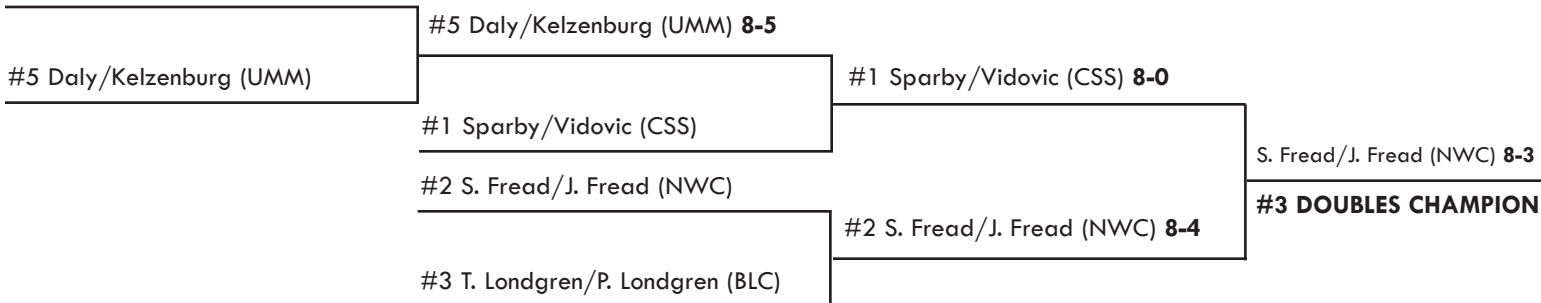 #5 Daly/Kelzenburg (UMM) 8-5
#5 Daly/Kelzenburg (UMM)
#1 Sparby/Vidovic (CSS) 8-0
#1 Sparby/Vidovic (CSS)
S. Fread/J. Fread (NWC) 8-3
#2 S. Fread/J. Fread (NWC)
#3 DOUBLES CHAMPION
#2 S. Fread/J. Fread (NWC) 8-4
#3 T. Londgren/P. Londgren (BLC)